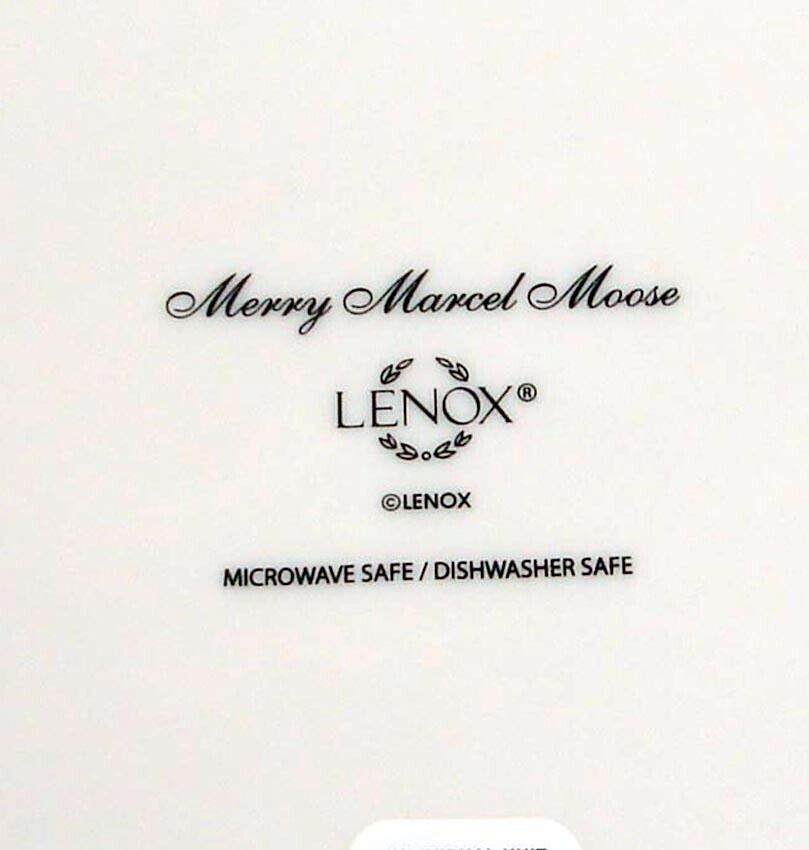 Merry Marcel Moose
LENOX®
©LENOX
MICROWAVE SAFE / DISHWASHER SAFE